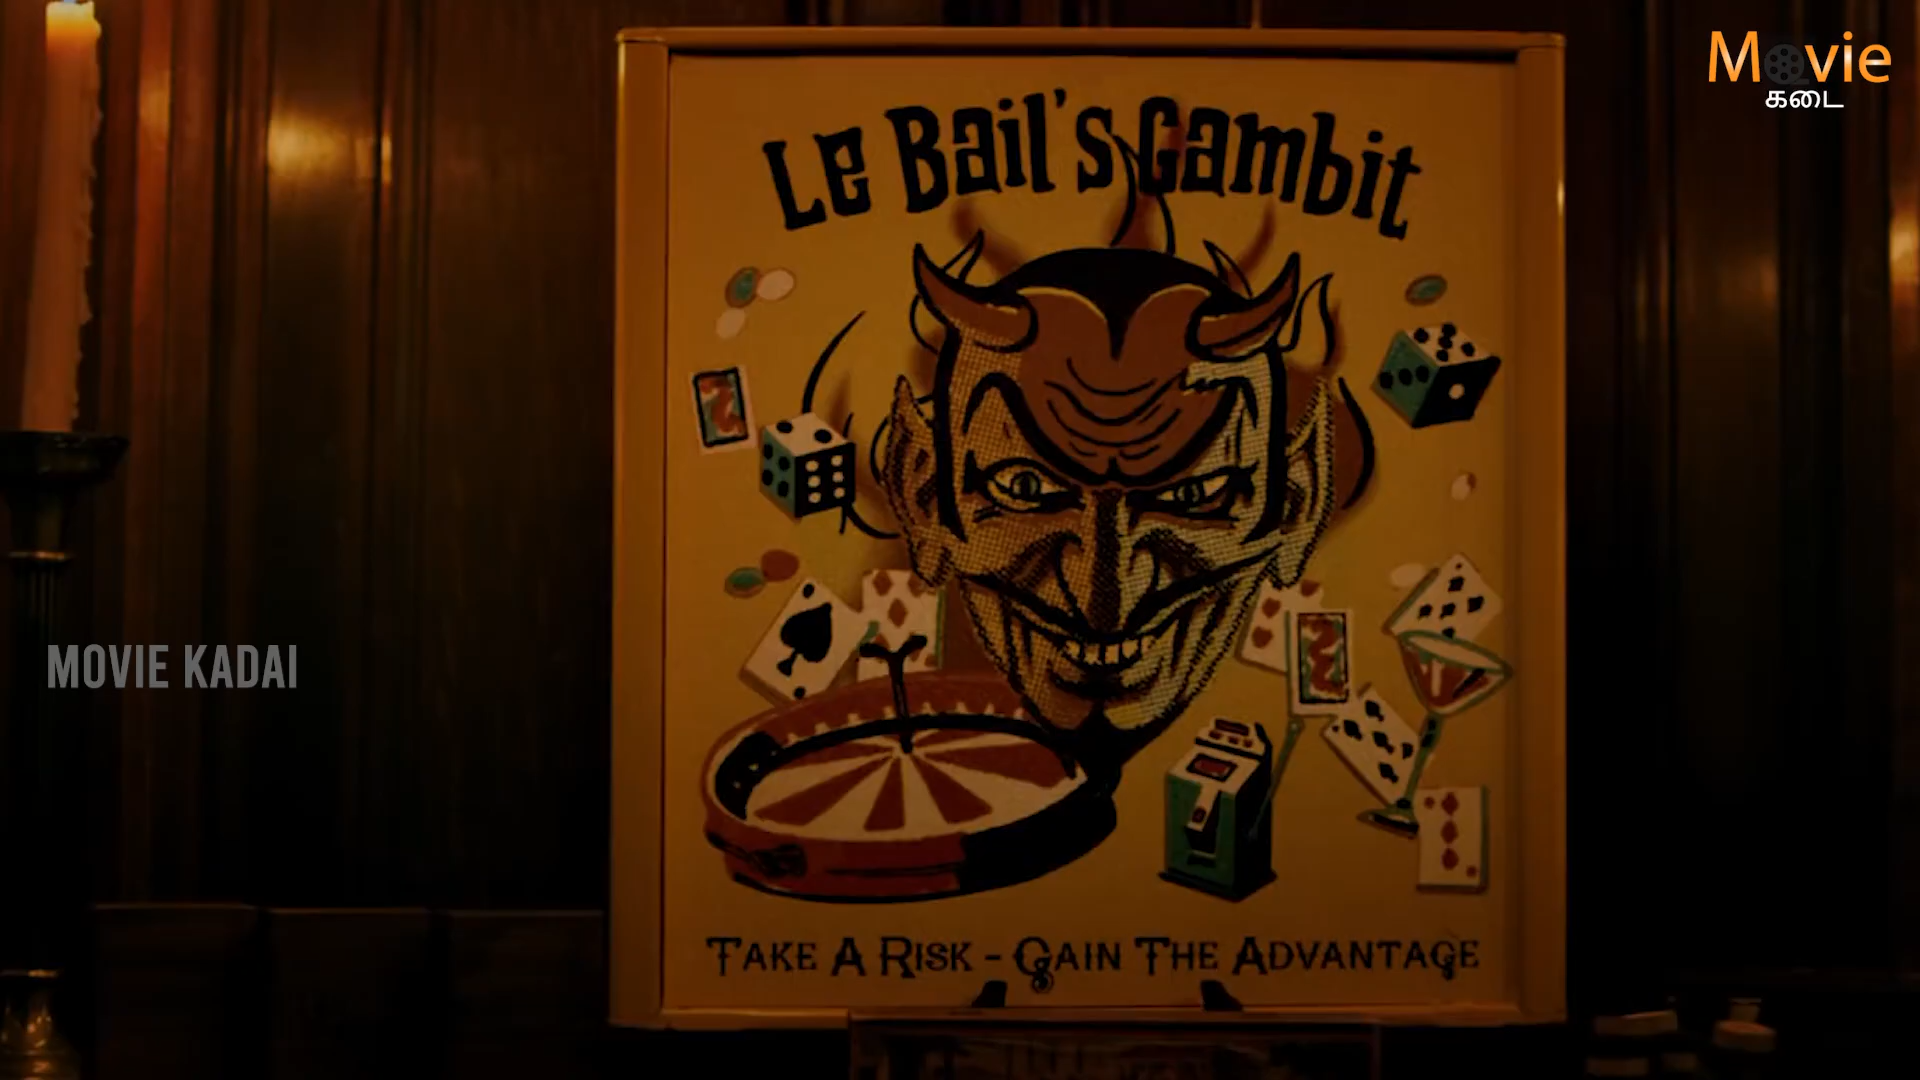 Movie
கடை
Le Bail's Gambit
MOVIE KADAI
Take A Risk - Gain The Advantage